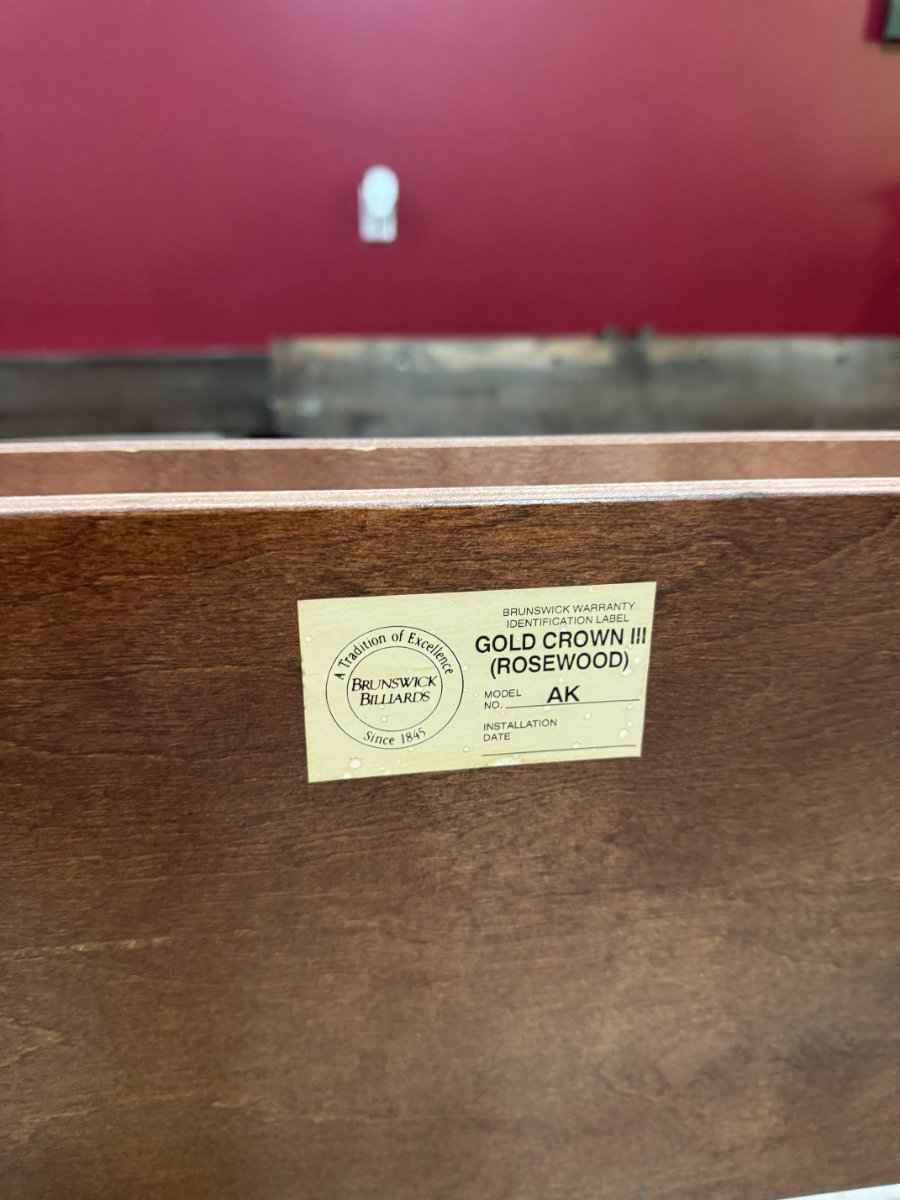 A Tradition of Excellence
BRUNSWICK
BILLIARDS
Since 1845
BRUNSWICK WARRANTY
IDENTIFICATION LABEL
GOLD CROWN III
(ROSEWOOD)
MODEL
NO. AK
INSTALLATION
DATE